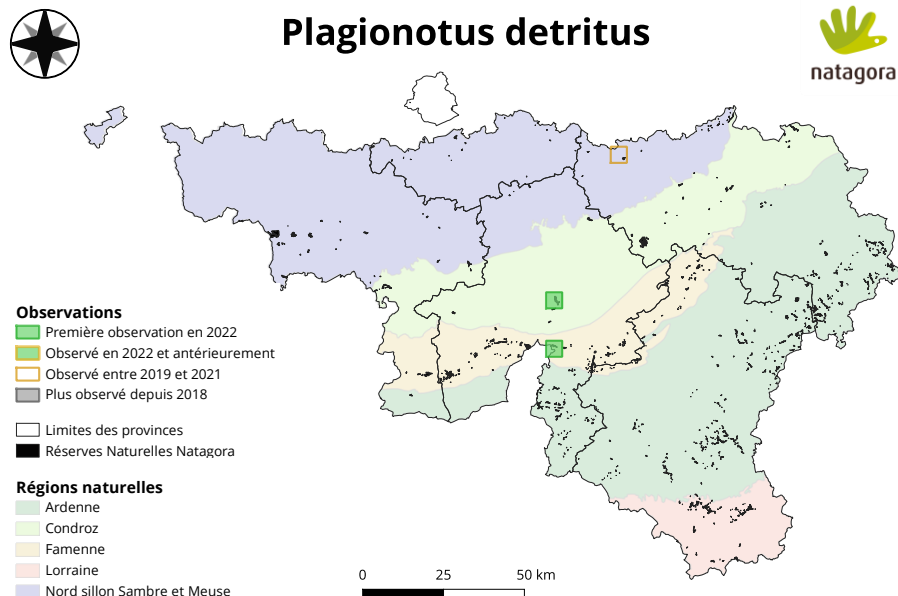 Plagionotus detritus
natagora
Observations
Première observation en 2022
Observé en 2022 et antérieurement
Observé entre 2019 et 2021
Plus observé depuis 2018
Limites des provinces
Réserves Naturelles Natagora
Régions naturelles
Ardenne
Condroz
Famenne
Lorraine
Nord sillon Sambre et Meuse
0 25 50 km